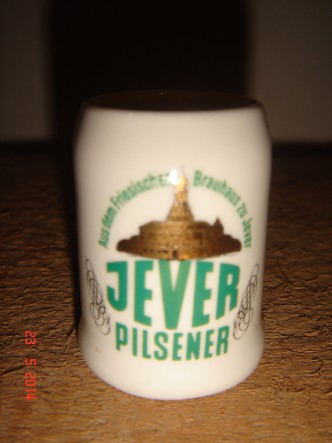 Aus dem Friesischen Brauhaus zu Jever
JEVER
PILSENER
23 5 2014